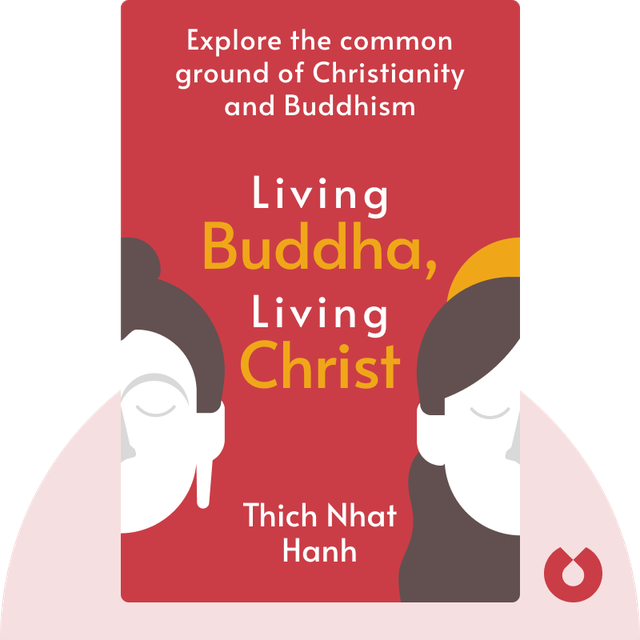 Explore the common
ground of Christianity
and Buddhism
Living
Buddha,
Living
Christ
Thich Nhat
Hanh